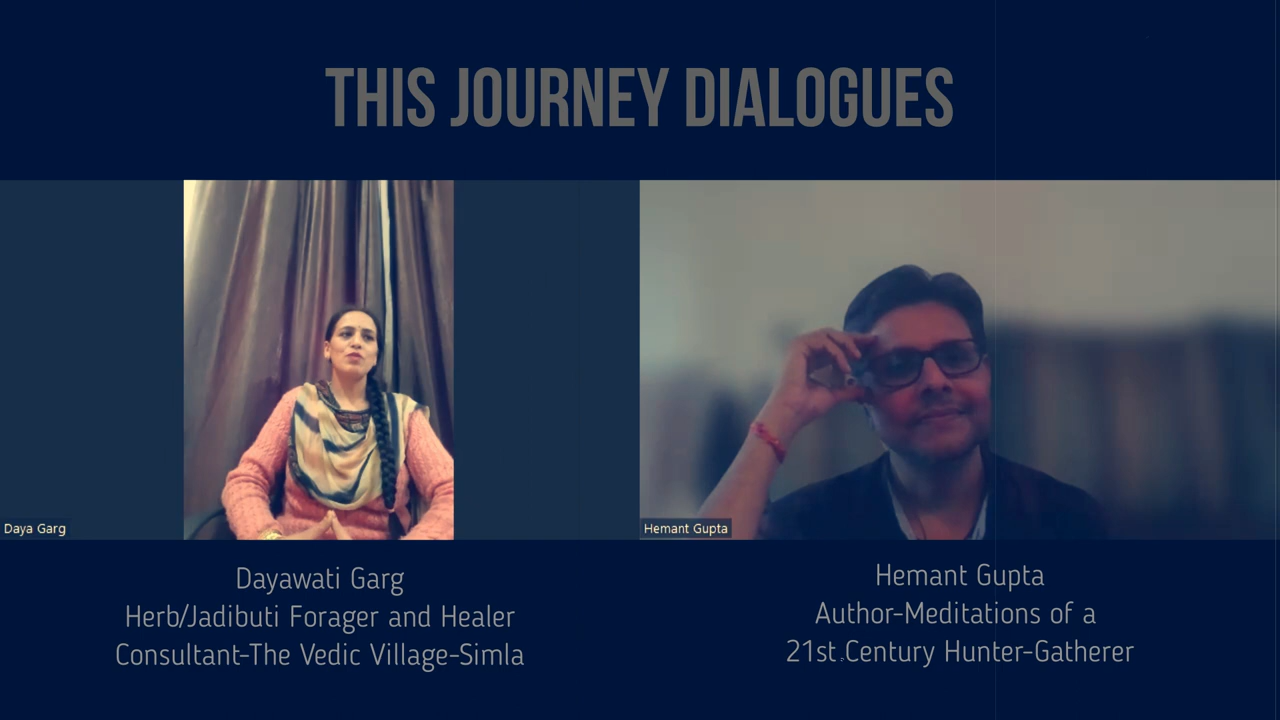 THIS JOURNEY DIALOGUES
Daya Garg
Hemant Gupta
Dayawati Garg
Herb/Jadibuti Forager and Healer
Consultant-The Vedic Village-Simla
Hemant Gupta
Author-Meditations of a
21st Century Hunter-Gatherer